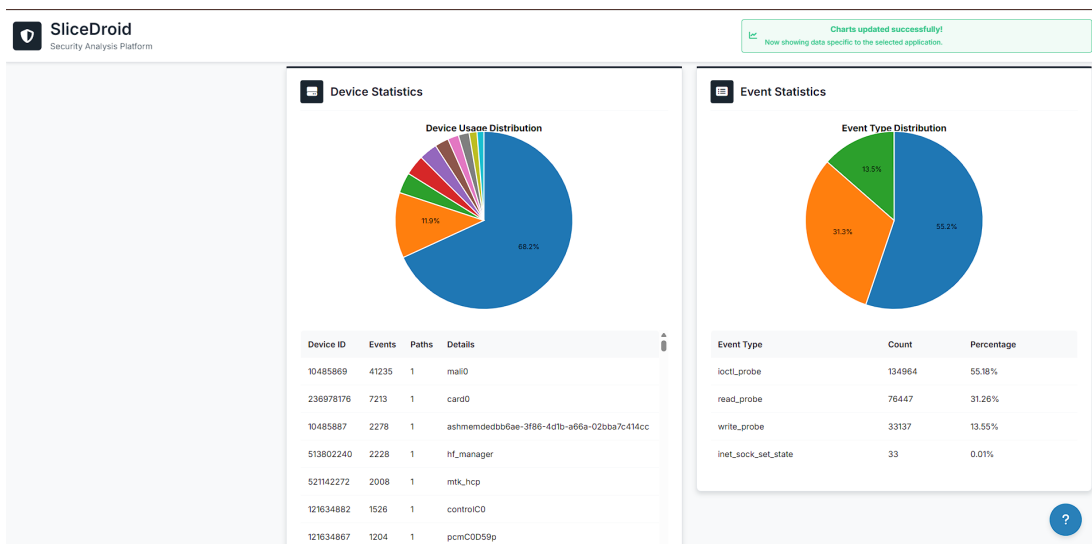 SliceDroid
Security Analysis Platform
Charts updated successfully!
Now showing data specific to the selected application.
Device Statistics
Device Usage Distribution
11.9%
68.2%
Device ID Events Paths Details
10485869 41235 1 mali0
236978176 7213 1 card0
10485887 2278 1 ashmemdedbb6ae-3f86-4d1b-a66a-02bba7c414cc
513802240 2228 1 hf_manager
521142272 2008 1 mtk_hcp
121634882 1526 1 controlC0
121634867 1204 1 pcmC0D59p
Event Statistics
Event Type Distribution
13.5%
31.3%
55.2%
Event Type Count Percentage
ioctl_probe 134964 55.18%
read_probe 76447 31.26%
write_probe 33137 13.55%
inet_sock_set_state 33 0.01%
?